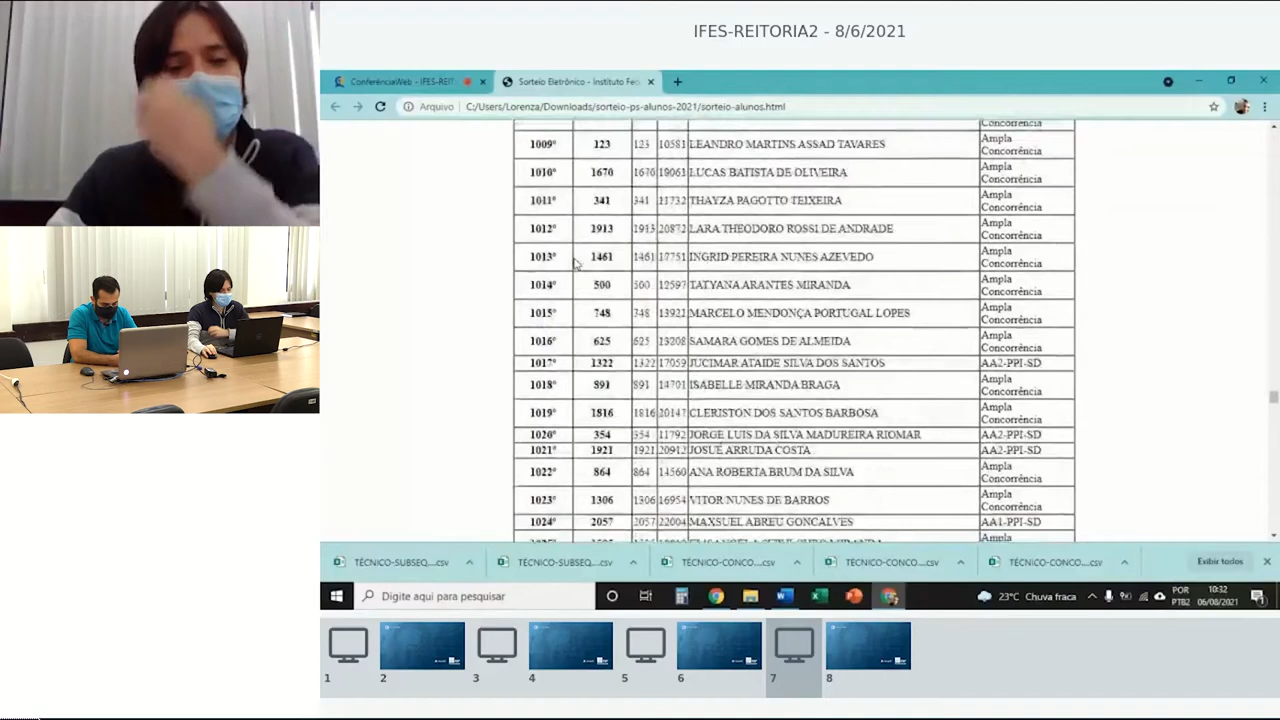 IFES-REITORIA2 - 8/6/2021
ConferênciaWeb - IFES-REIT
Sorteio Eletrônico - Instituto Fed
Arquivo C:/Users/Lorenza/Downloads/sorteio-ps-alunos-2021/sorteio-alunos.html
Concorrência
1009º 123 123 10581 LEANDRO MARTINS ASSAD TAVARES Ampla Concorrência
1010º 1670 1670 19061 LUCAS BATISTA DE OLIVEIRA Ampla Concorrência
1011º 341 341 11732 THAYZA PAGOTTO TEIXEIRA Ampla Concorrência
1012º 1913 1913 20872 LARA THEODORO ROSSI DE ANDRADE Ampla Concorrência
1013º 1461 1461 17751 INGRID PEREIRA NUNES AZEVEDO Ampla Concorrência
1014º 500 500 12597 TATYANA ARANTES MIRANDA Ampla Concorrência
1015º 748 748 13921 MARCELO MENDONÇA PORTUGAL LOPES Ampla Concorrência
1016º 625 625 13208 SAMARA GOMES DE ALMEIDA Ampla Concorrência
1017º 1322 1322 17059 JUCIMAR ATAIDE SILVA DOS SANTOS AA2-PPI-SD
1018º 891 891 14701 ISABELLE MIRANDA BRAGA Ampla Concorrência
1019º 1816 1816 20147 CLERISTON DOS SANTOS BARBOSA Ampla Concorrência
1020º 354 354 11792 JORGE LUIS DA SILVA MADUREIRA RIOMAR AA2-PPI-SD
1021º 1921 1921 20912 JOSUÉ ARRUDA COSTA AA2-PPI-SD
1022º 864 864 14560 ANA ROBERTA BRUM DA SILVA Ampla Concorrência
1023º 1306 1306 16954 VITOR NUNES DE BARROS Ampla Concorrência
1024º 2057 2057 22004 MAXSUEL ABREU GONCALVES AA1-PPI-SD
Ampla
TÉCNICO-SUBSEQ....csv
TÉCNICO-SUBSEQ....csv
TÉCNICO-CONCO....csv
TÉCNICO-CONCO....csv
TÉCNICO-CONCO....csv
Exibir todos
Digite aqui para pesquisar
23°C Chuva fraca
POR
PTB2
10:32
06/08/2021
1 2 3 4 5 6 7 8